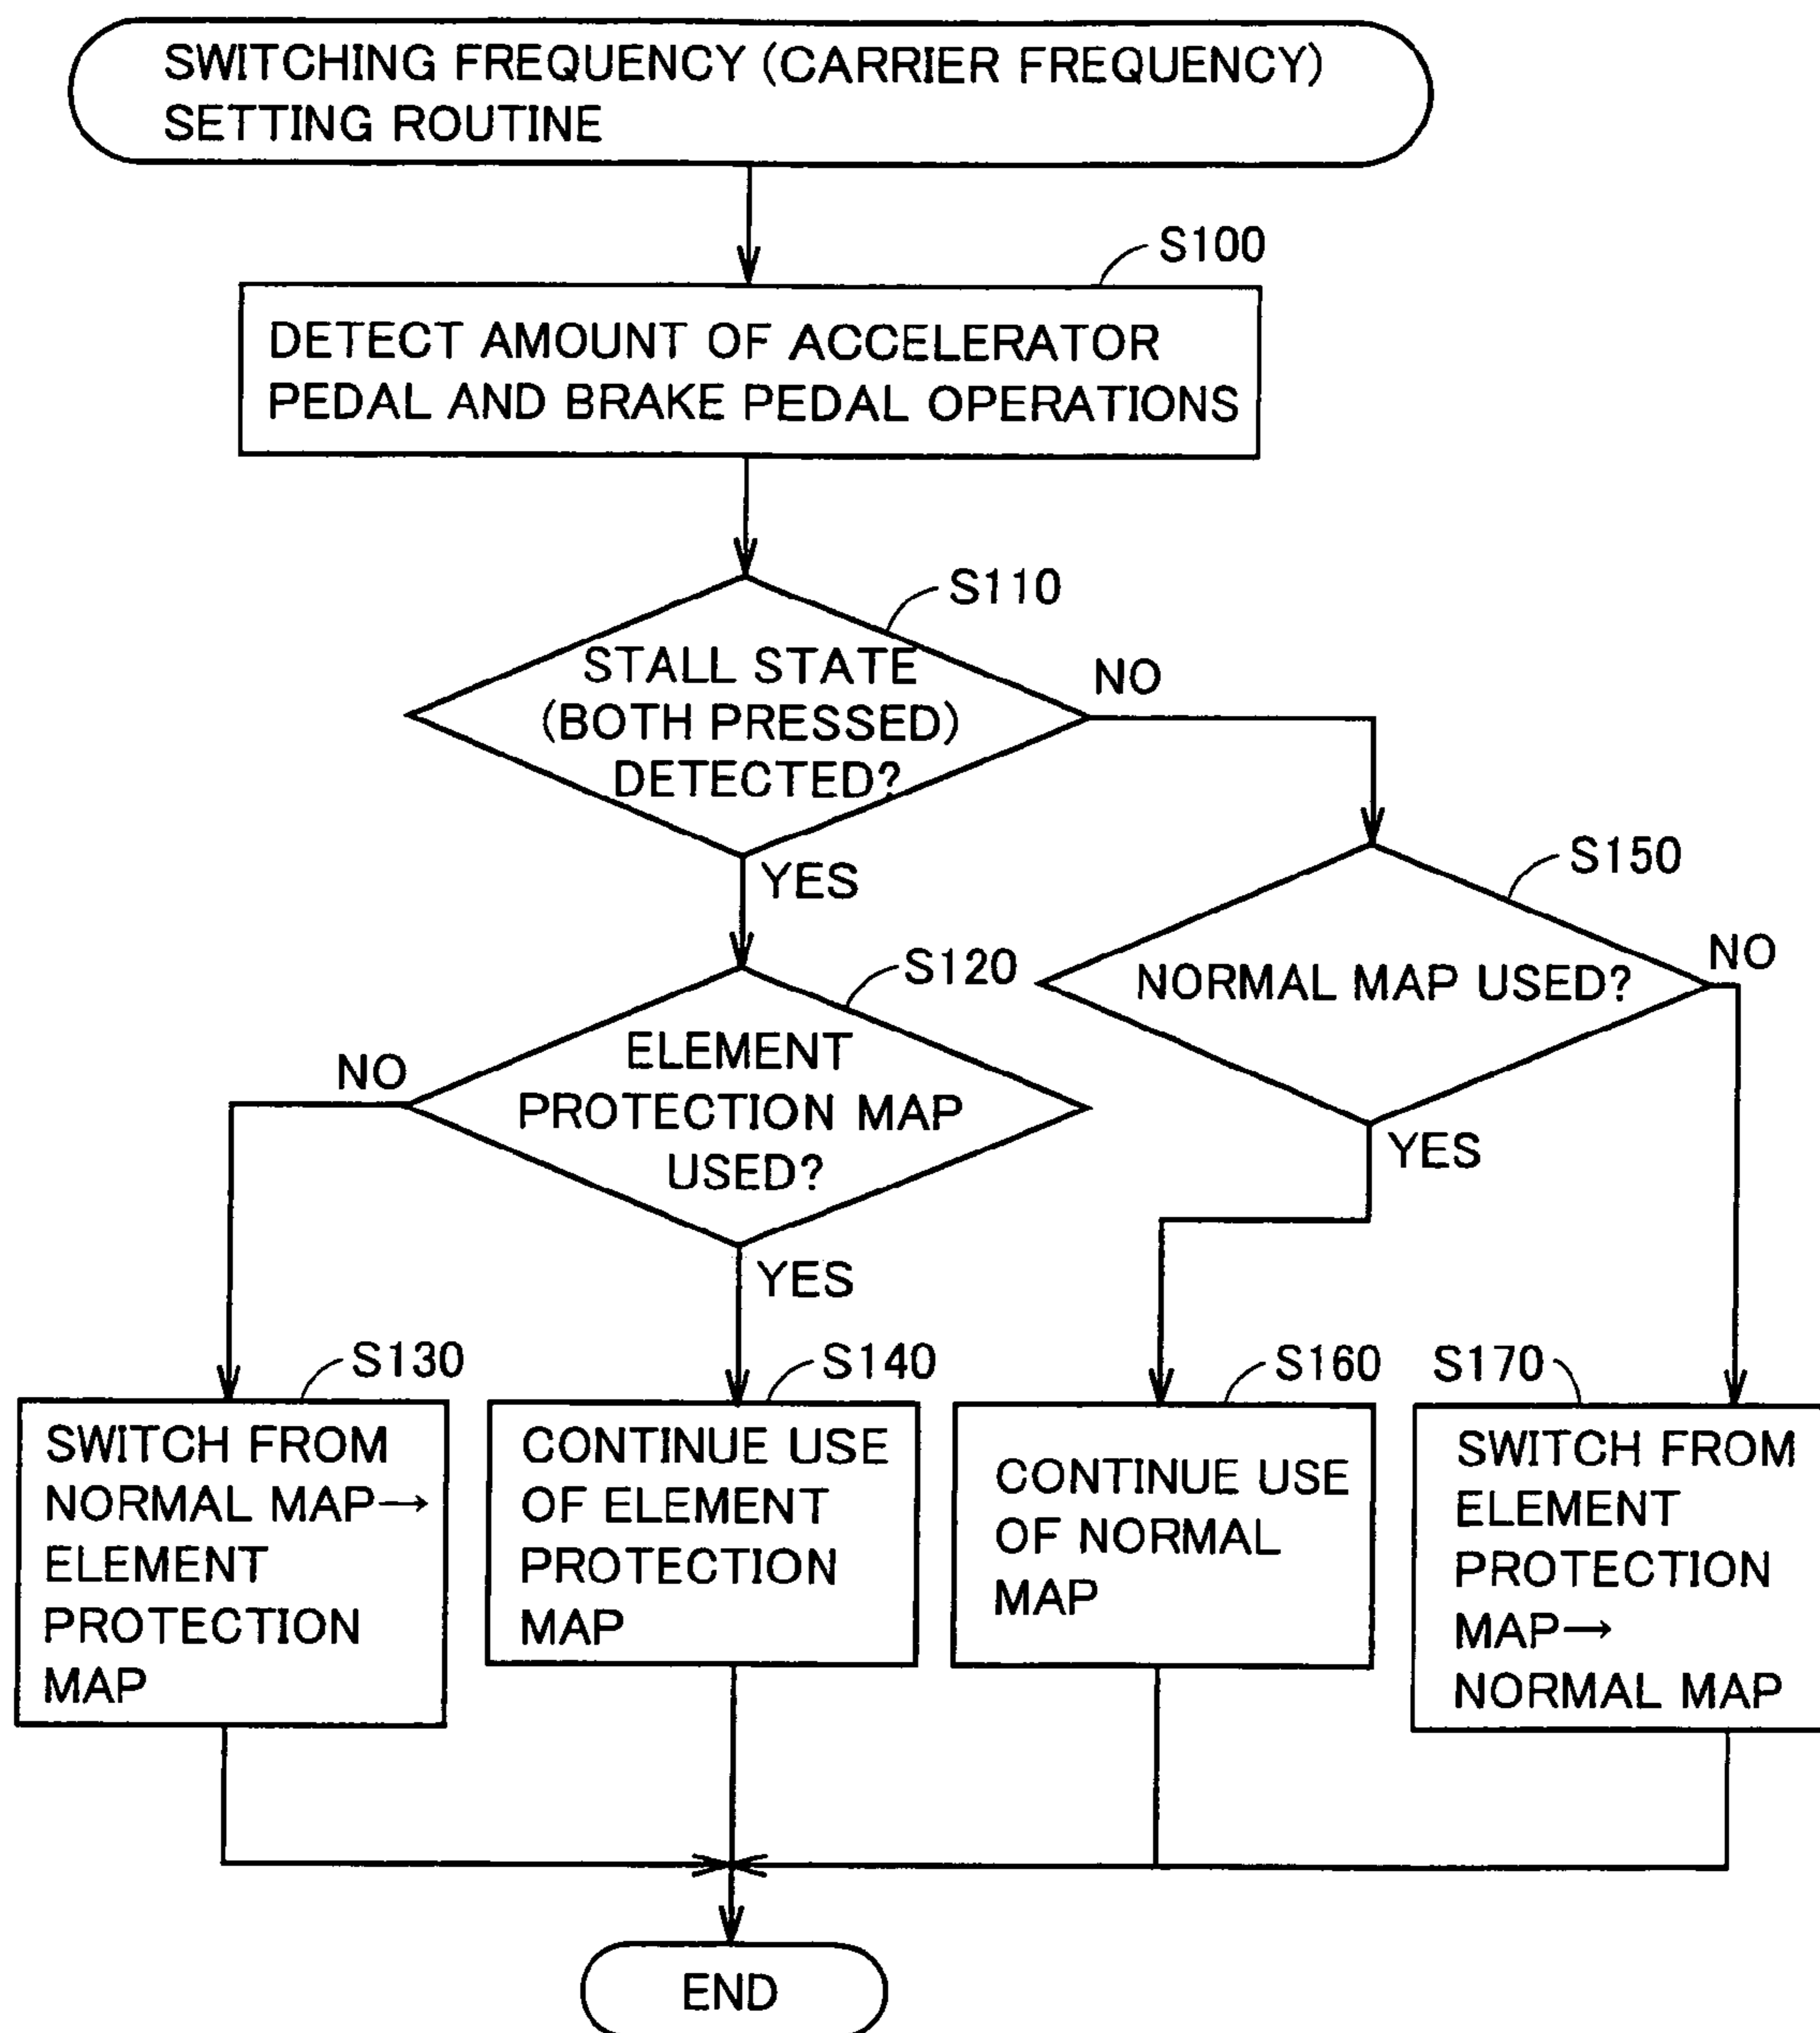 SWITCHING FREQUENCY (CARRIER FREQUENCY)
SETTING ROUTINE
S100
DETECT AMOUNT OF ACCELERATOR
PEDAL AND BRAKE PEDAL OPERATIONS
S110
STALL STATE
(BOTH PRESSED)
DETECTED?
NO
YES
S150
NORMAL MAP USED?
NO
YES
S120
ELEMENT
PROTECTION MAP
USED?
NO
YES
S130
SWITCH FROM
NORMAL MAP→
ELEMENT
PROTECTION
MAP
S140
CONTINUE USE
OF ELEMENT
PROTECTION
MAP
S160
CONTINUE USE
OF NORMAL
MAP
S170
SWITCH FROM
ELEMENT
PROTECTION
MAP→
NORMAL MAP
END